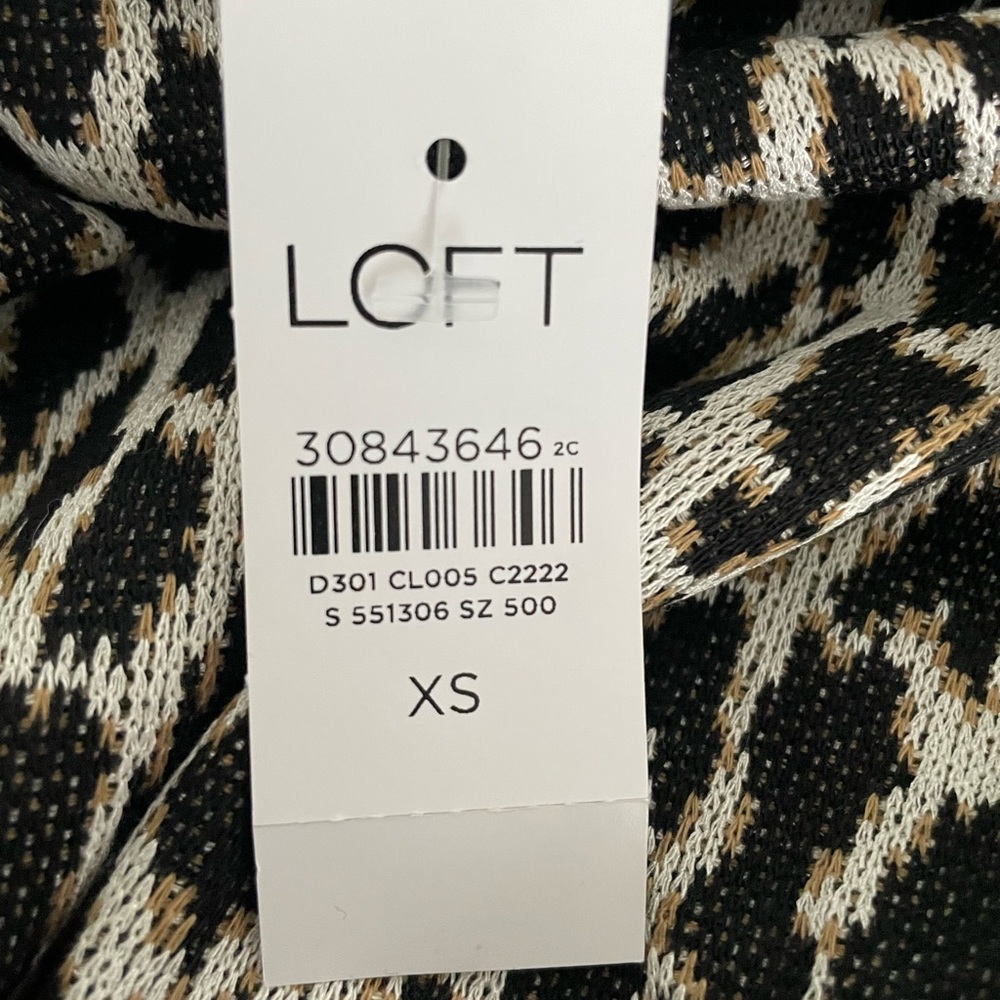 LOFT
30843646 2C
D301 CL005 C2222
S 551306 SZ 500
XS